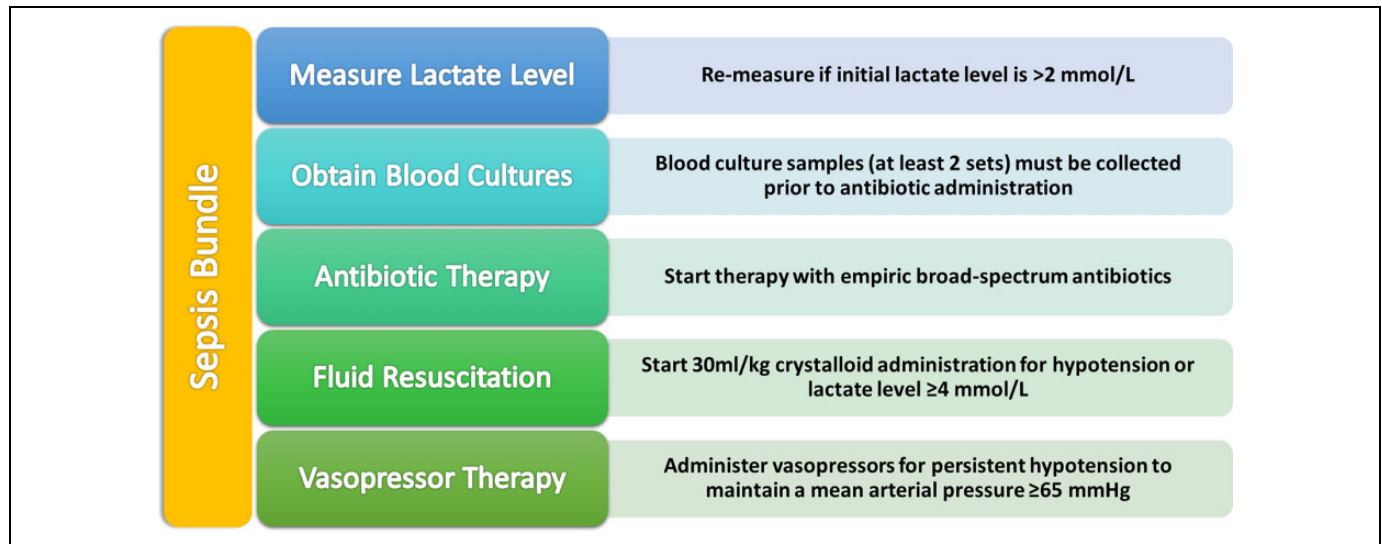 Sepsis Bundle
Measure Lactate Level
Re-measure if initial lactate level is >2 mmol/L
Obtain Blood Cultures
Blood culture samples (at least 2 sets) must be collected
prior to antibiotic administration
Antibiotic Therapy
Start therapy with empiric broad-spectrum antibiotics
Fluid Resuscitation
Start 30ml/kg crystalloid administration for hypotension or
lactate level ≥4 mmol/L
Vasopressor Therapy
Administer vasopressors for persistent hypotension to
maintain a mean arterial pressure ≥65 mmHg